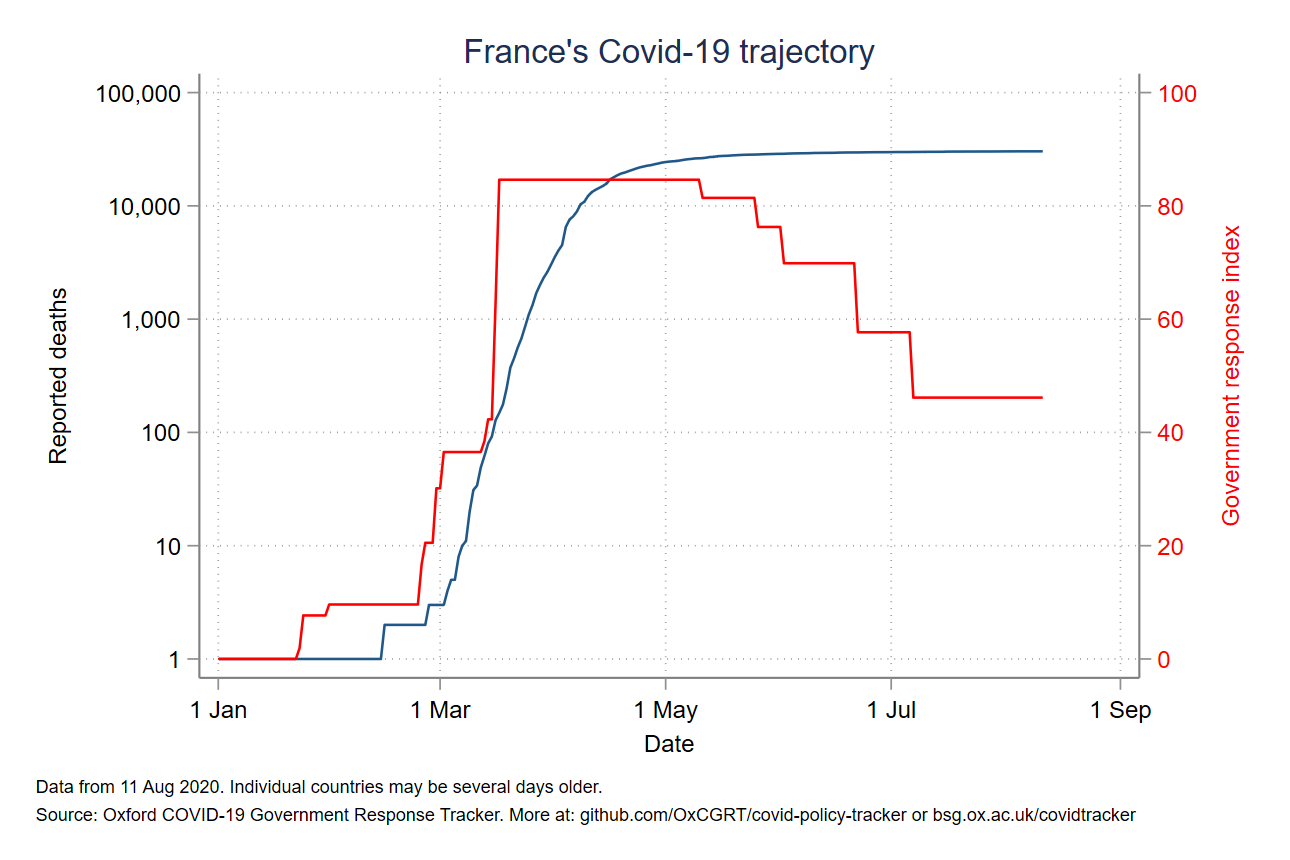 France's Covid-19 trajectory
100,000
10,000
1,000
100
10
1
Reported deaths
100
80
60
40
20
0
Government response index
1 Jan
1 Mar
1 May
1 Jul
1 Sep
Date
Data from 11 Aug 2020. Individual countries may be several days older.
Source: Oxford COVID-19 Government Response Tracker. More at: github.com/OxCGRT/covid-policy-tracker or bsg.ox.ac.uk/covidtracker